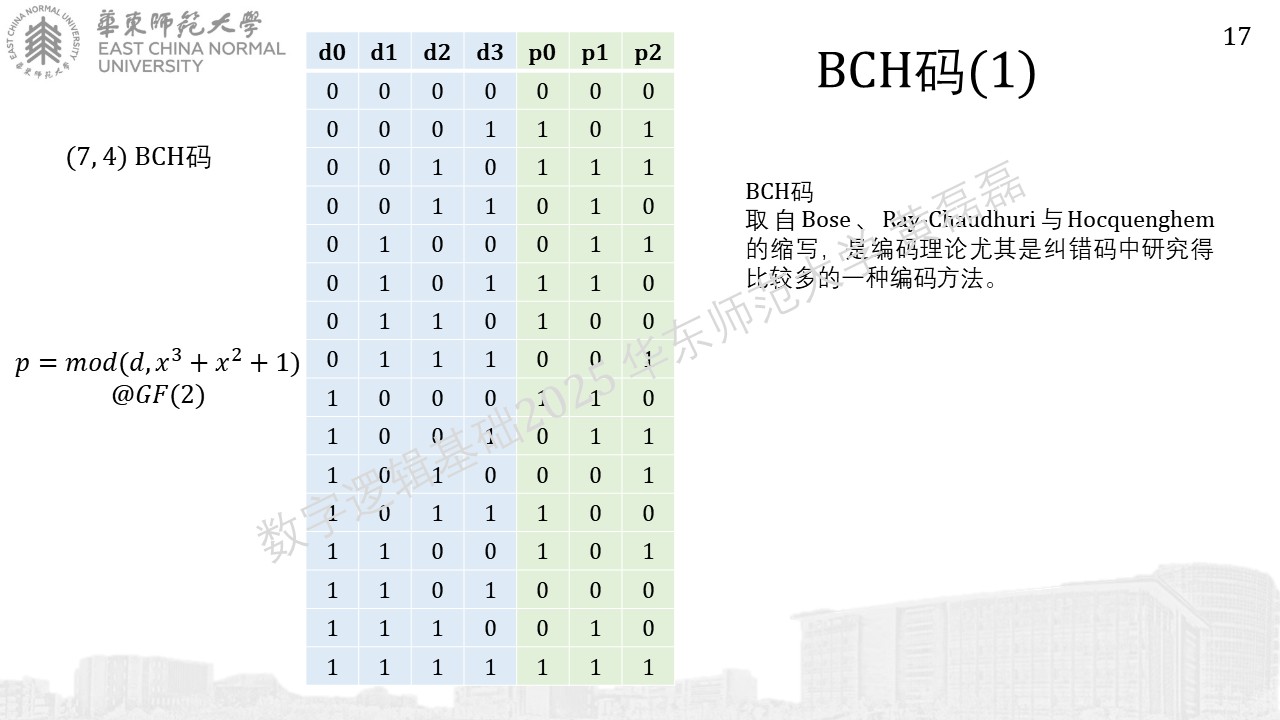 華東師範大學
EAST CHINA NORMAL
UNIVERSITY
17
BCH码(1)
(7, 4) BCH码
p = mod(d, x³ + x² + 1)
@GF(2)
d0 d1 d2 d3 p0 p1 p2
0 0 0 0 0 0 0
0 0 0 1 1 0 1
0 0 1 0 1 1 1
0 0 1 1 0 1 0
0 1 0 0 0 1 1
0 1 0 1 1 1 0
0 1 1 0 1 0 0
0 1 1 1 0 0 1
1 0 0 0 1 1 0
1 0 0 1 0 1 1
1 0 1 0 0 0 1
1 0 1 1 1 0 0
1 1 0 0 1 0 1
1 1 0 1 0 0 0
1 1 1 0 0 1 0
1 1 1 1 1 1 1
BCH码
取自Bose、Ray-Chaudhuri与Hocquenghem
的缩写，是编码理论尤其是纠错码中研究得
比较多的一种编码方法。
数字逻辑基础2025 华东师范大学 黄磊磊